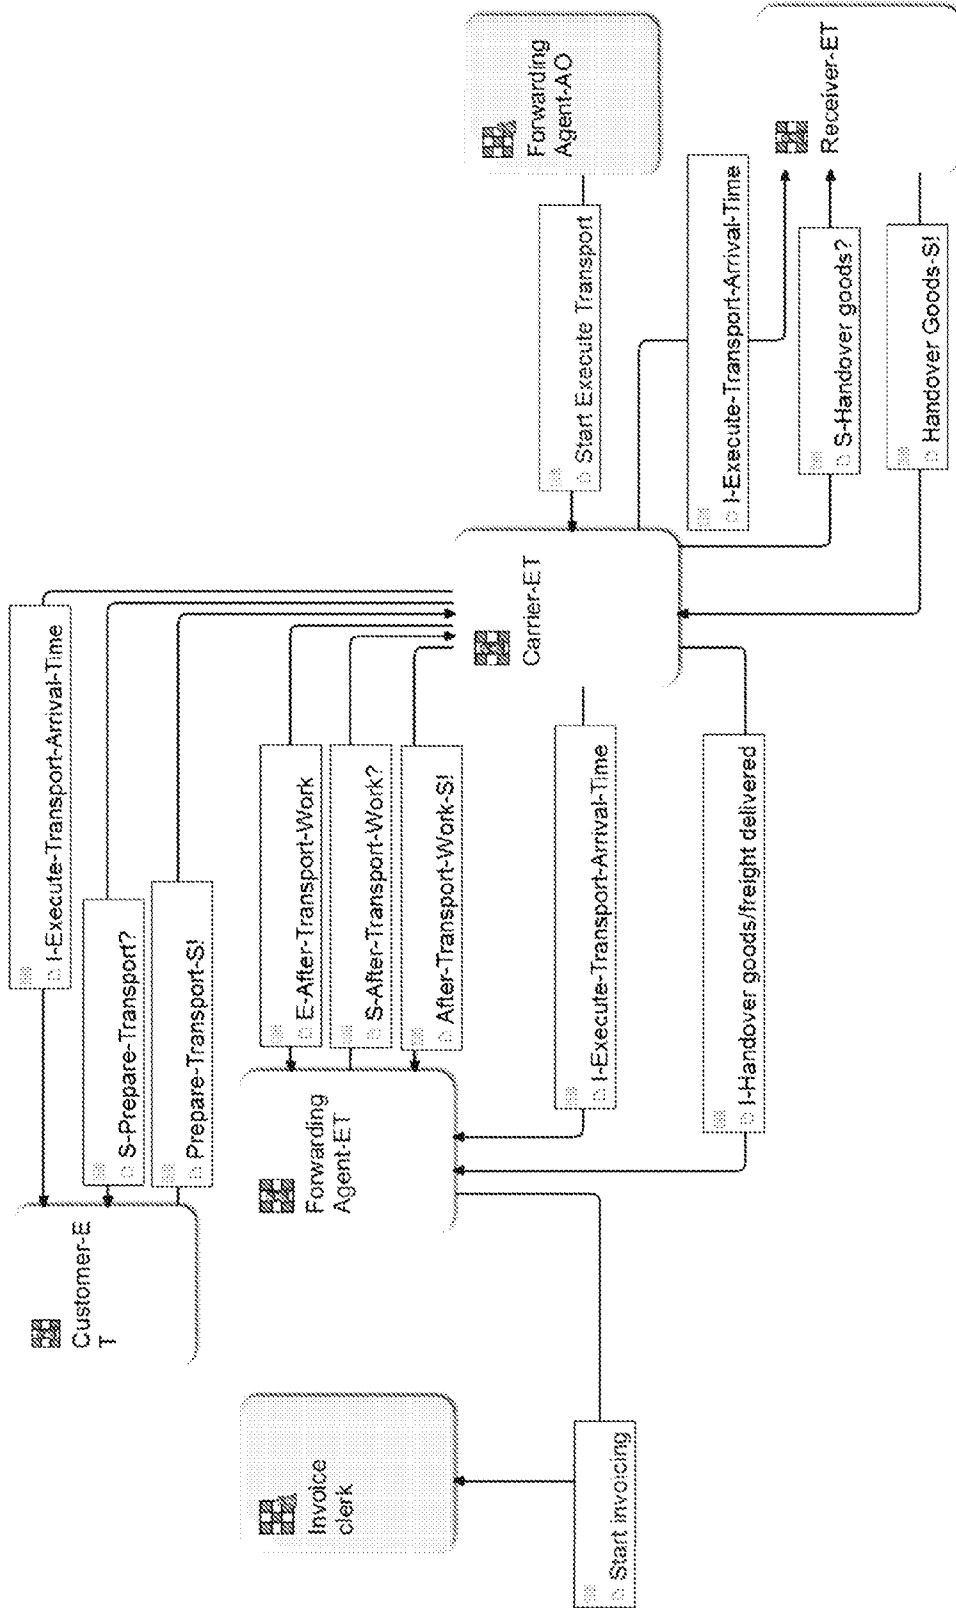 Forwarding
Agent-AO
Receiver-ET
Start Execute Transport
I-Execute-Transport-Arrival-Time
S-Handover goods?
Handover Goods-S!
Carrier-ET
I-Execute-Transport-Arrival-Time
S-Prepare-Transport?
Prepare-Transport-S!
E-After-Transport-Work
S-After-Transport-Work?
After-Transport-Work-S!
I-Execute-Transport-Arrival-Time
I-Handover goods/freight delivered
Customer-E
T
Forwarding
Agent-ET
Invoice
clerk
Start invoicing